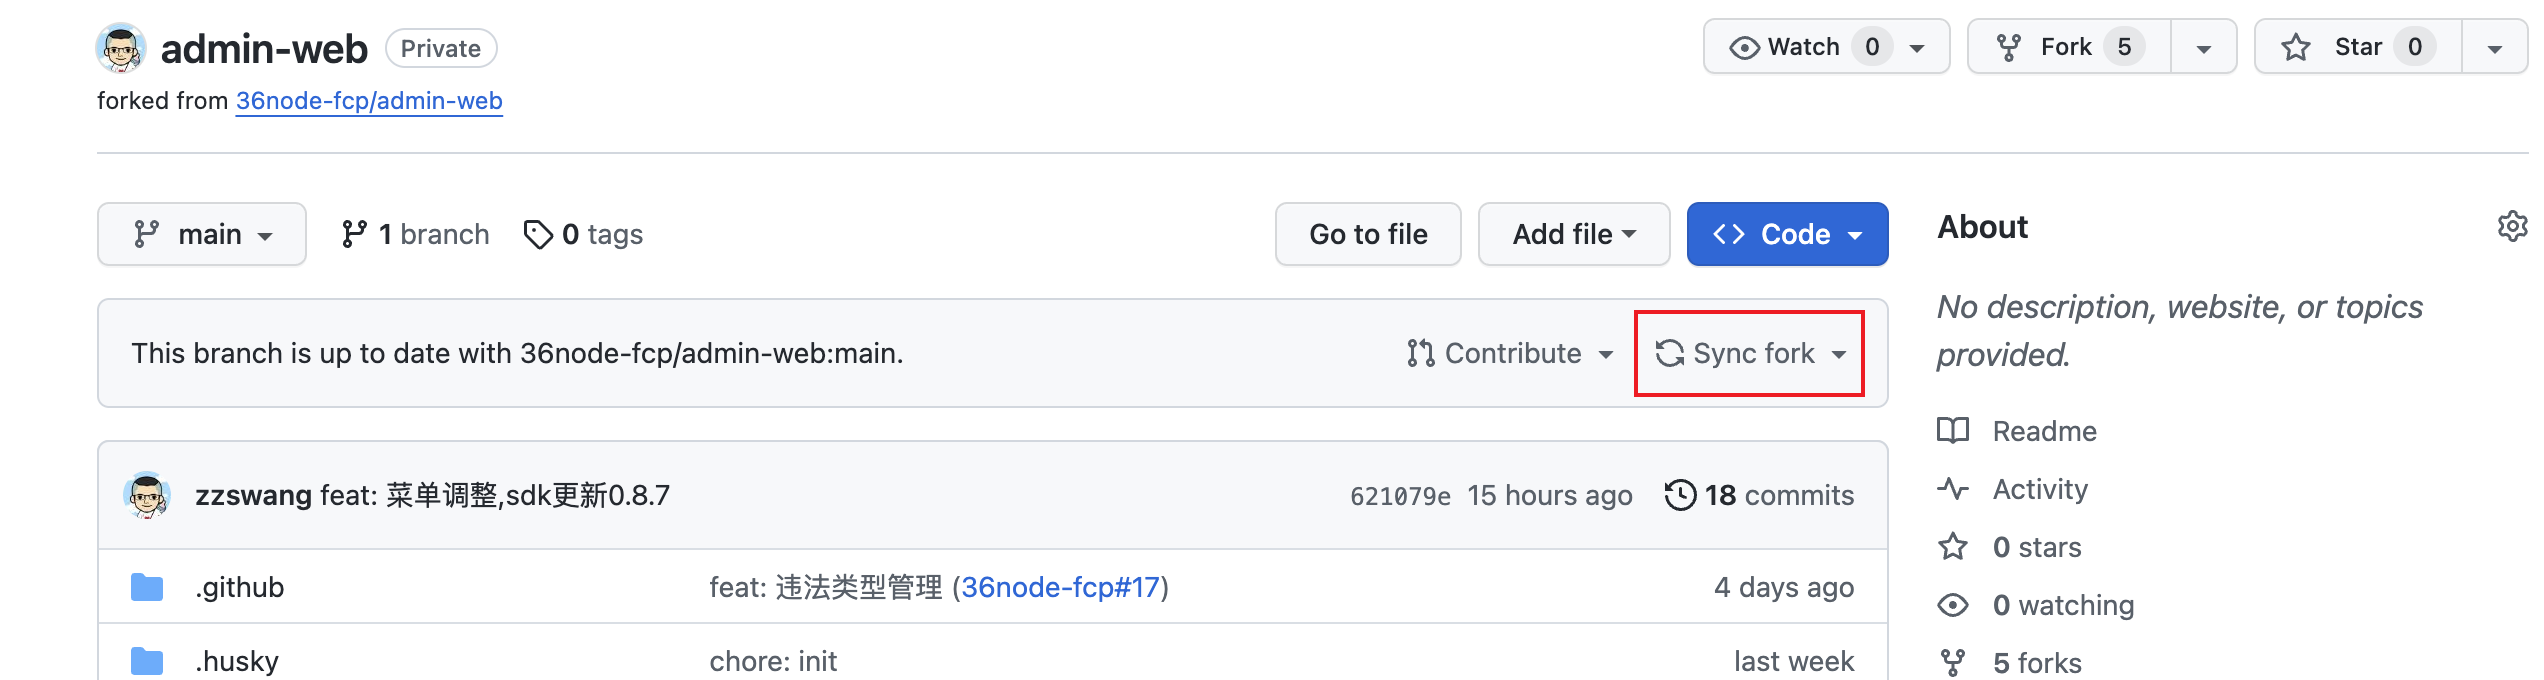 admin-web Private
Watch 0
Fork 5
Star 0
forked from 36node-fcp/admin-web
main
1 branch
0 tags
Go to file
Add file
Code
This branch is up to date with 36node-fcp/admin-web:main.
Contribute
Sync fork
zzswang feat: 菜单调整,sdk更新0.8.7
621079e 15 hours ago
18 commits
.github
feat: 违法类型管理 (36node-fcp#17)
4 days ago
.husky
chore: init
last week
About
No description, website, or topics
provided.
Readme
Activity
0 stars
0 watching
5 forks